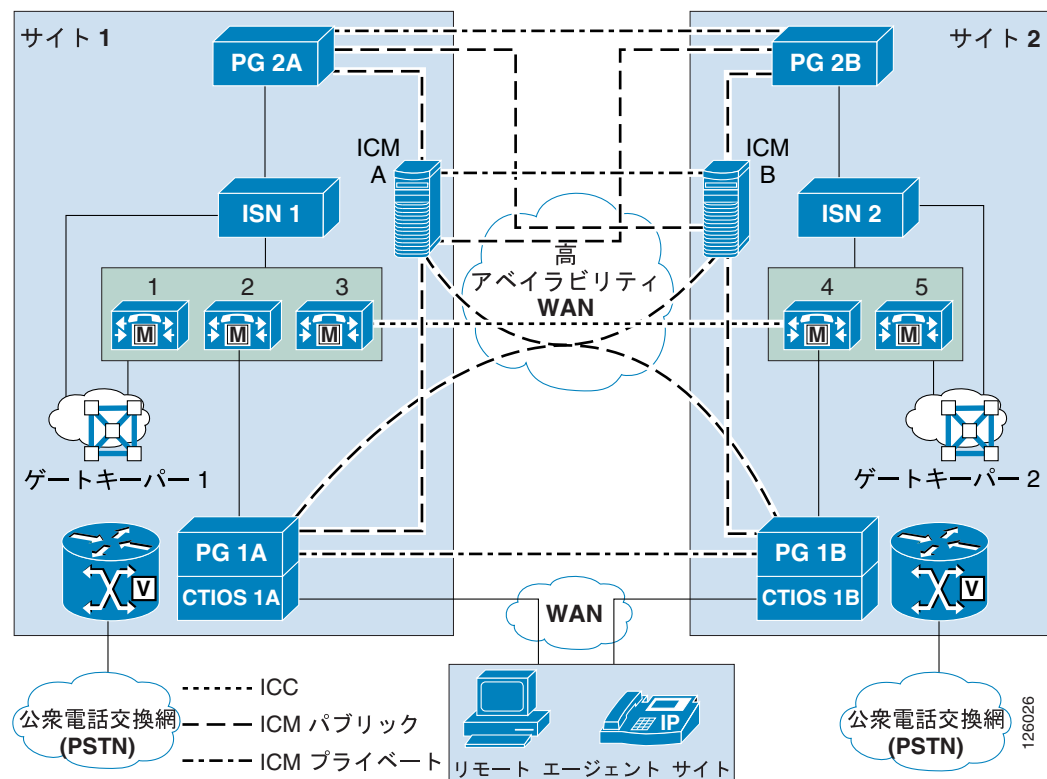 サイト 1
サイト 2
PG 2A
PG 2B
ICM
A
ICM
B
ISN 1
ISN 2
高
アベイラビリティ
WAN
1
2
3
4
5
M
M
M
M
M
ゲートキーパー 1
ゲートキーパー 2
PG 1A
CTIOS 1A
PG 1B
CTIOS 1B
V
V
WAN
公衆電話交換網
(PSTN)
ICC
ICM パブリック
ICM プライベート
IP
リモート エージェント サイト
公衆電話交換網
(PSTN)
126026